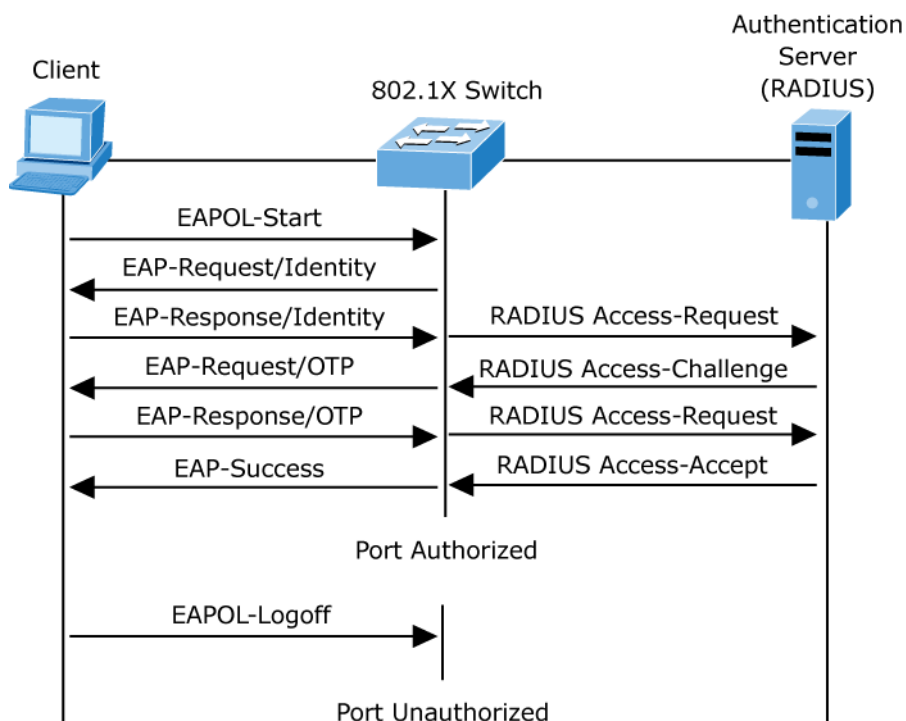 Authentication
Server
(RADIUS)
Client
802.1X Switch
EAPOL-Start
EAP-Request/Identity
EAP-Response/Identity
RADIUS Access-Request
EAP-Request/OTP
RADIUS Access-Challenge
EAP-Response/OTP
RADIUS Access-Request
EAP-Success
RADIUS Access-Accept
Port Authorized
EAPOL-Logoff
Port Unauthorized